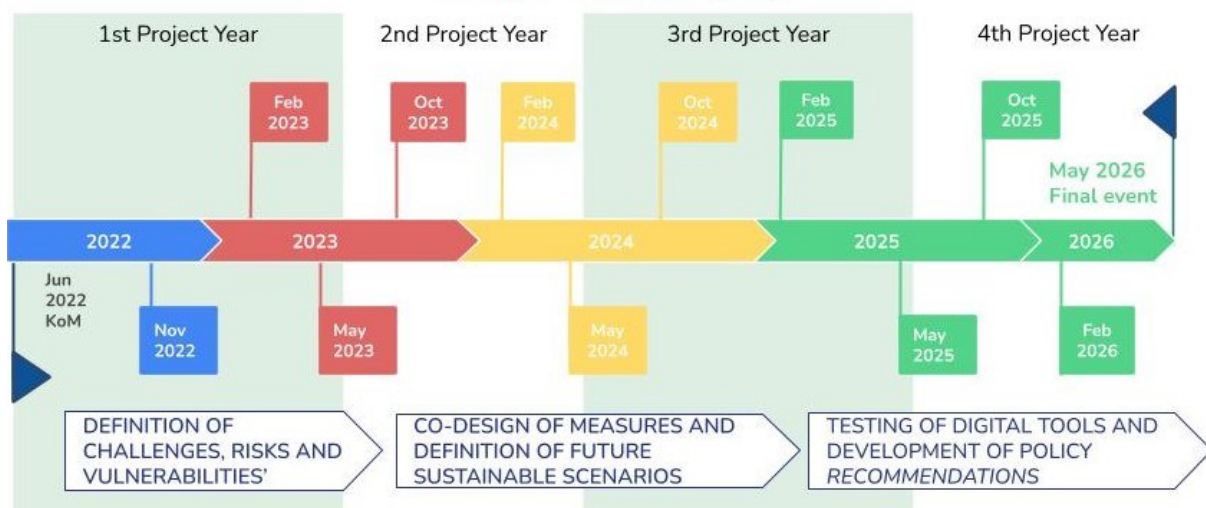 1st Project Year
2nd Project Year
3rd Project Year
4th Project Year
Feb
2023
Oct
2023
Feb
2024
Oct
2024
Feb
2025
Oct
2025
May 2026
Final event
2022
2023
2024
2025
2026
Jun
2022
KoM
Nov
2022
May
2023
May
2024
May
2025
Feb
2026
DEFINITION OF
CHALLENGES, RISKS AND
VULNERABILITIES’
CO-DESIGN OF MEASURES AND
DEFINITION OF FUTURE
SUSTAINABLE SCENARIOS
TESTING OF DIGITAL TOOLS AND
DEVELOPMENT OF POLICY
RECOMMENDATIONS